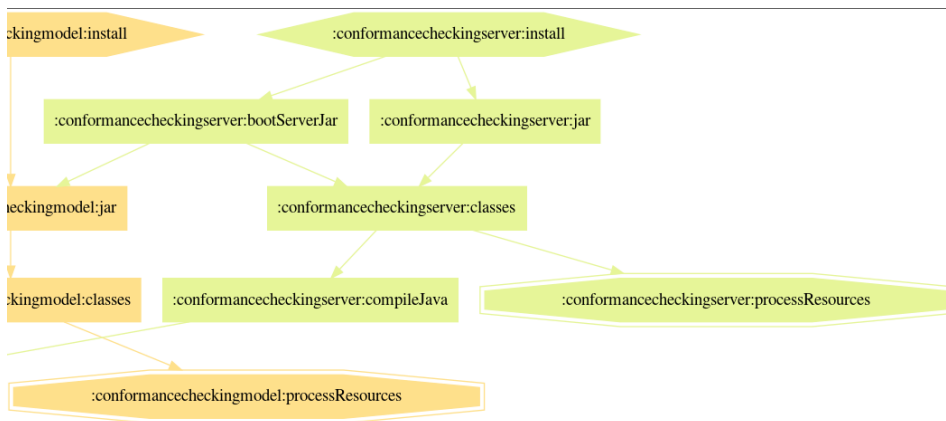 ckingmodel:install
:conformancecheckingserver:install
:conformancecheckingserver:bootServerJar
:conformancecheckingserver:jar
eckingmodel:jar
:conformancecheckingserver:classes
ckingmodel:classes
:conformancecheckingserver:compileJava
:conformancecheckingserver:processResources
:conformancecheckingmodel:processResources